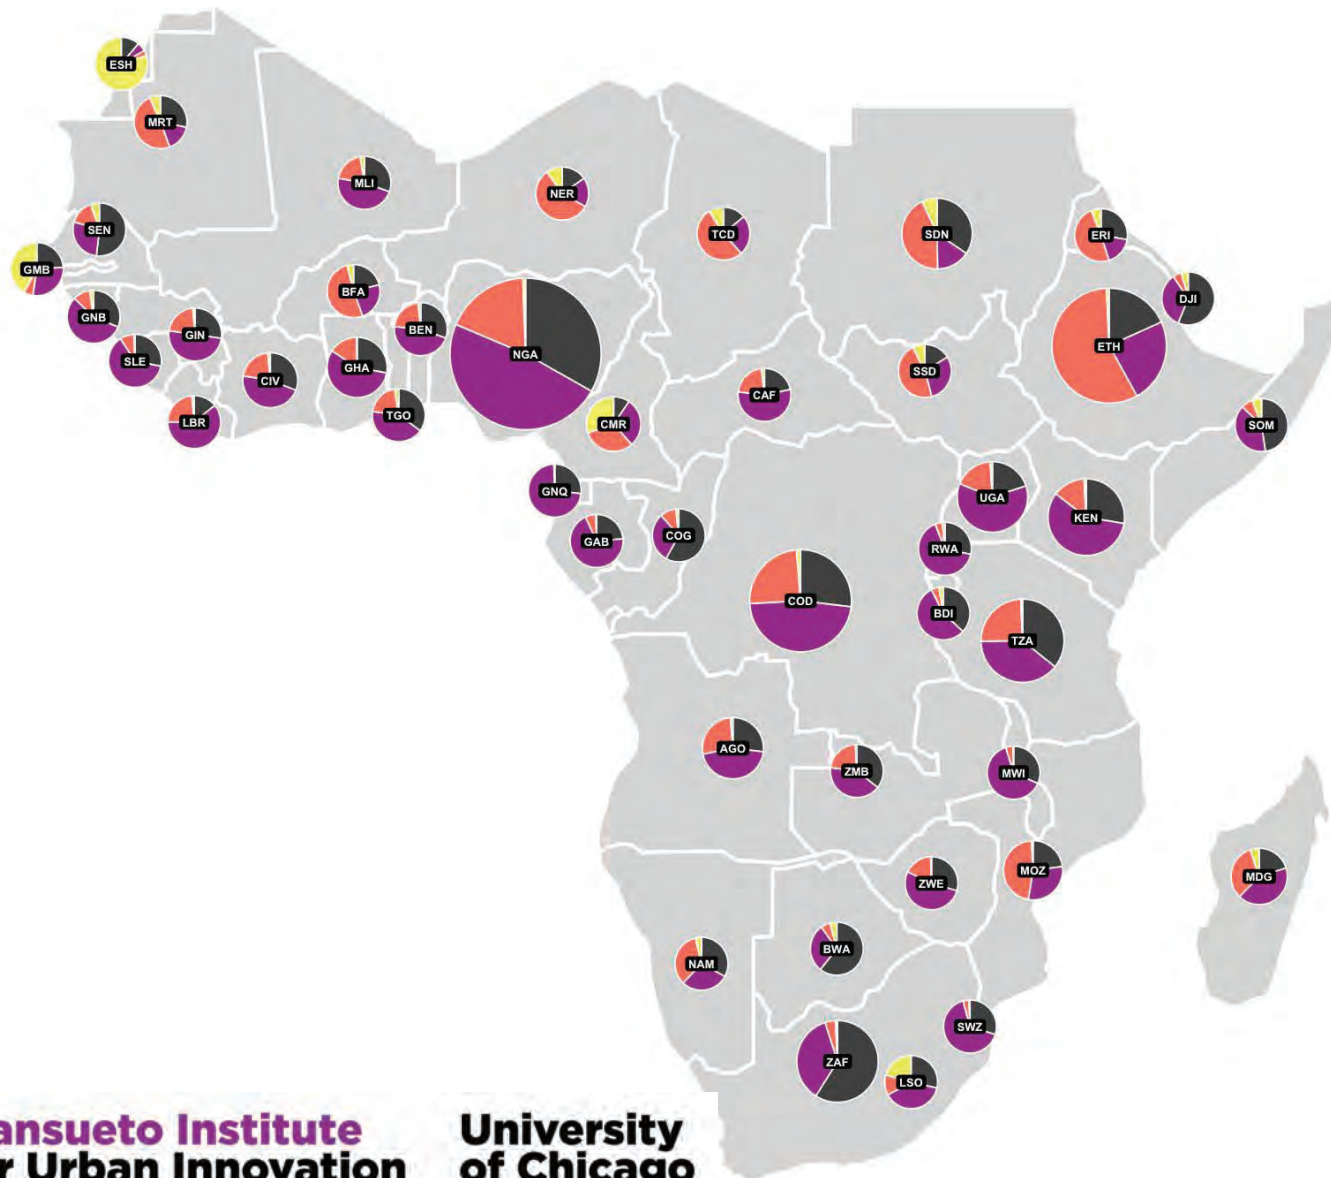 ESH
MRT
MLI
NER
TCD
SDN
ERI
SEN
GMB
BFA
DJI
GNB
GIN
BEN
NGA
ETH
SLE
CIV
GHA
SSD
CAF
LBR
TGO
CMR
SOM
GNQ
UGA
KEN
GAB
COG
RWA
COD
BDI
TZA
AGO
ZMB
MWI
ZWE
MOZ
MDG
NAM
BWA
SWZ
ZAF
LSO
ansueto Institute
r Urban Innovation
University
of Chicago